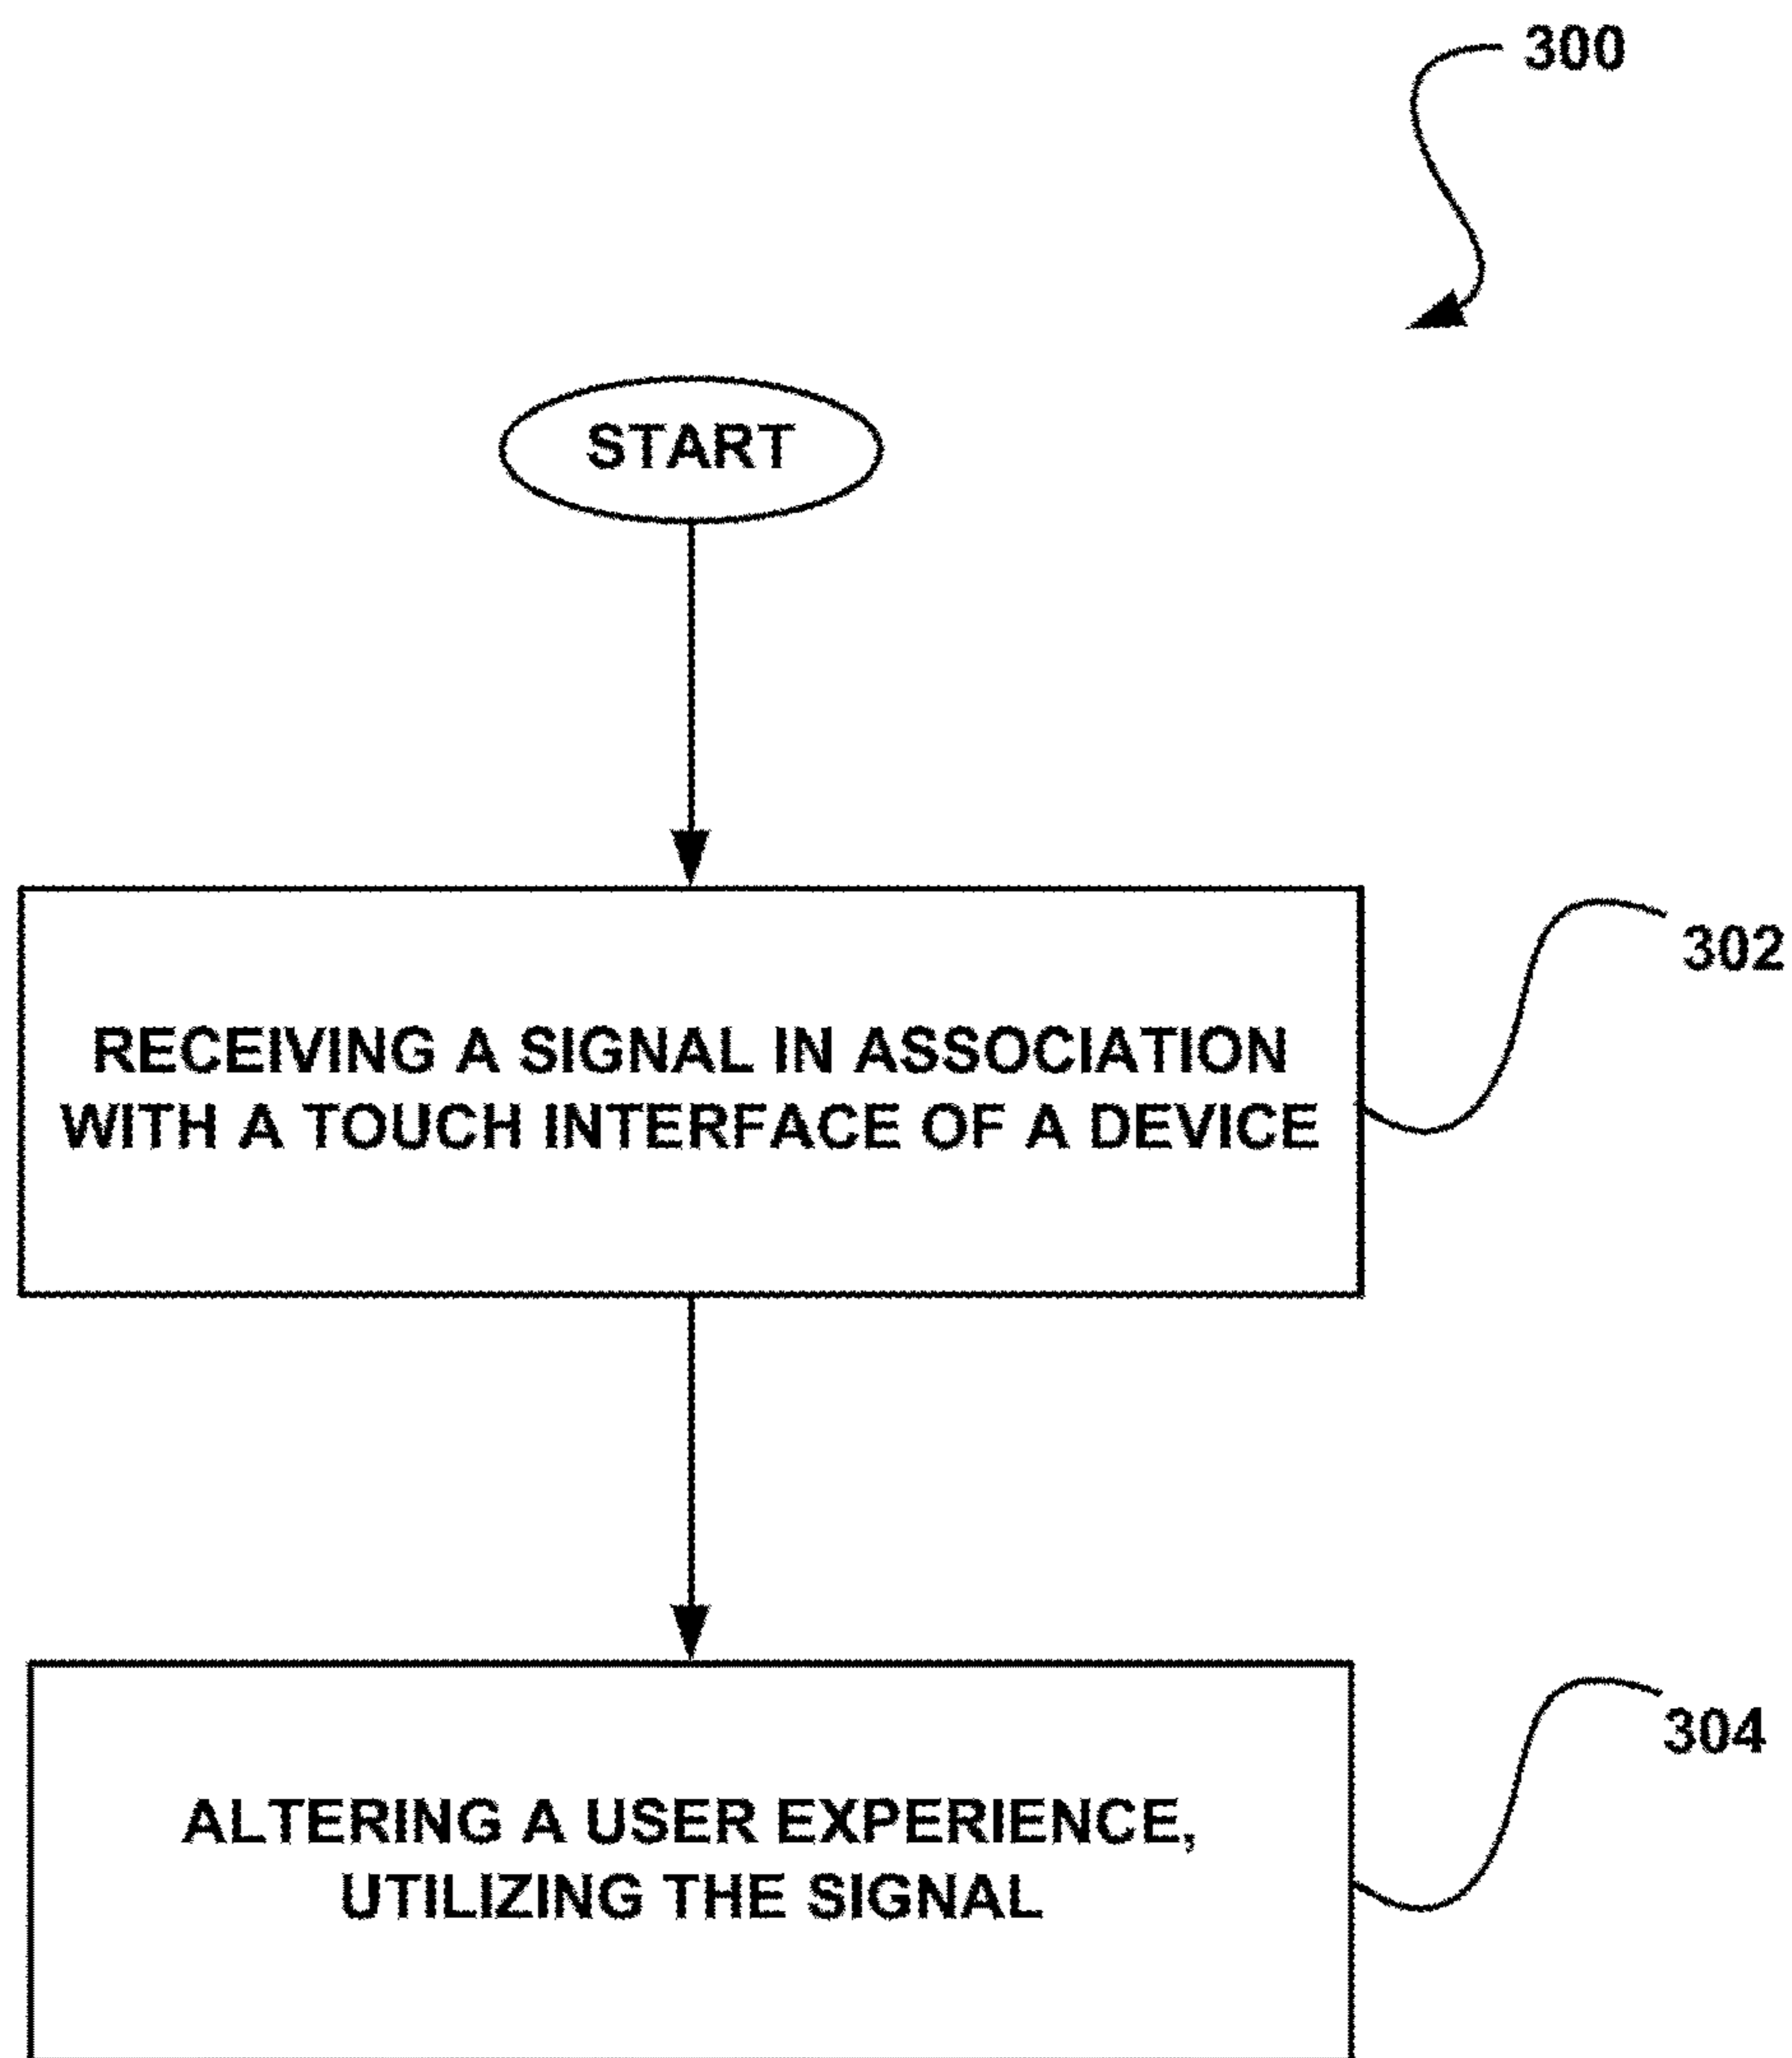 300
START
302
RECEIVING A SIGNAL IN ASSOCIATION
WITH A TOUCH INTERFACE OF A DEVICE
304
ALTERING A USER EXPERIENCE,
UTILIZING THE SIGNAL